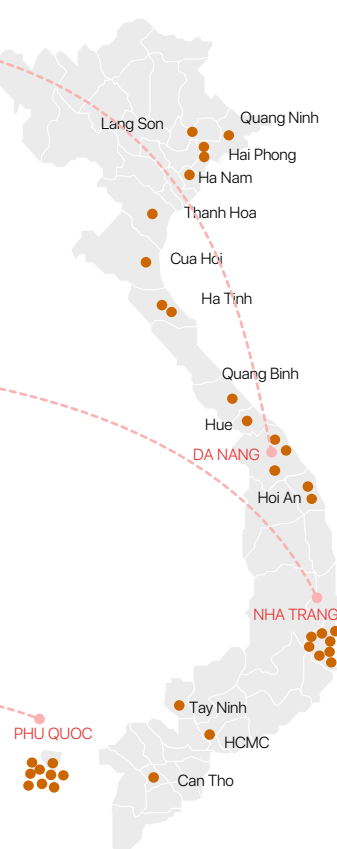 Lang Son
Quang Ninh
Hai Phong
Ha Nam
Thanh Hoa
Cua Hoi
Ha Tinh
Quang Binh
Hue
DA NANG
Hoi An
NHA TRANG
Tay Ninh
PHU QUOC
HCMC
Can Tho